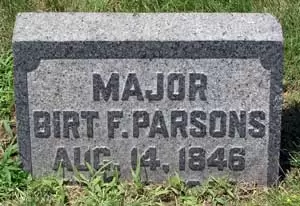 MAJOR
BIRT F. PARSONS
AUG. 14, 1846